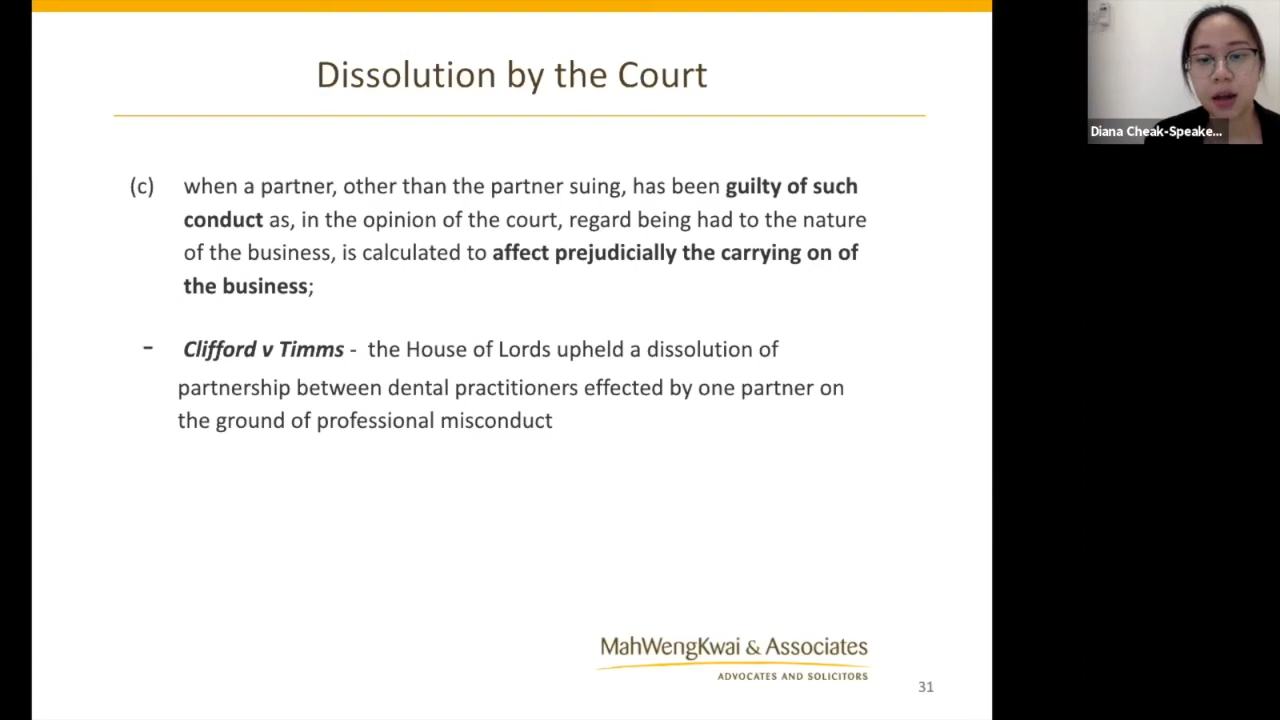 Dissolution by the Court
(c) when a partner, other than the partner suing, has been guilty of such
conduct as, in the opinion of the court, regard being had to the nature
of the business, is calculated to affect prejudicially the carrying on of
the business;
- Clifford v Timms - the House of Lords upheld a dissolution of
partnership between dental practitioners effected by one partner on
the ground of professional misconduct
MahWengKwai & Associates
ADVOCATES AND SOLICITORS
31
Diana Cheak-Speake...